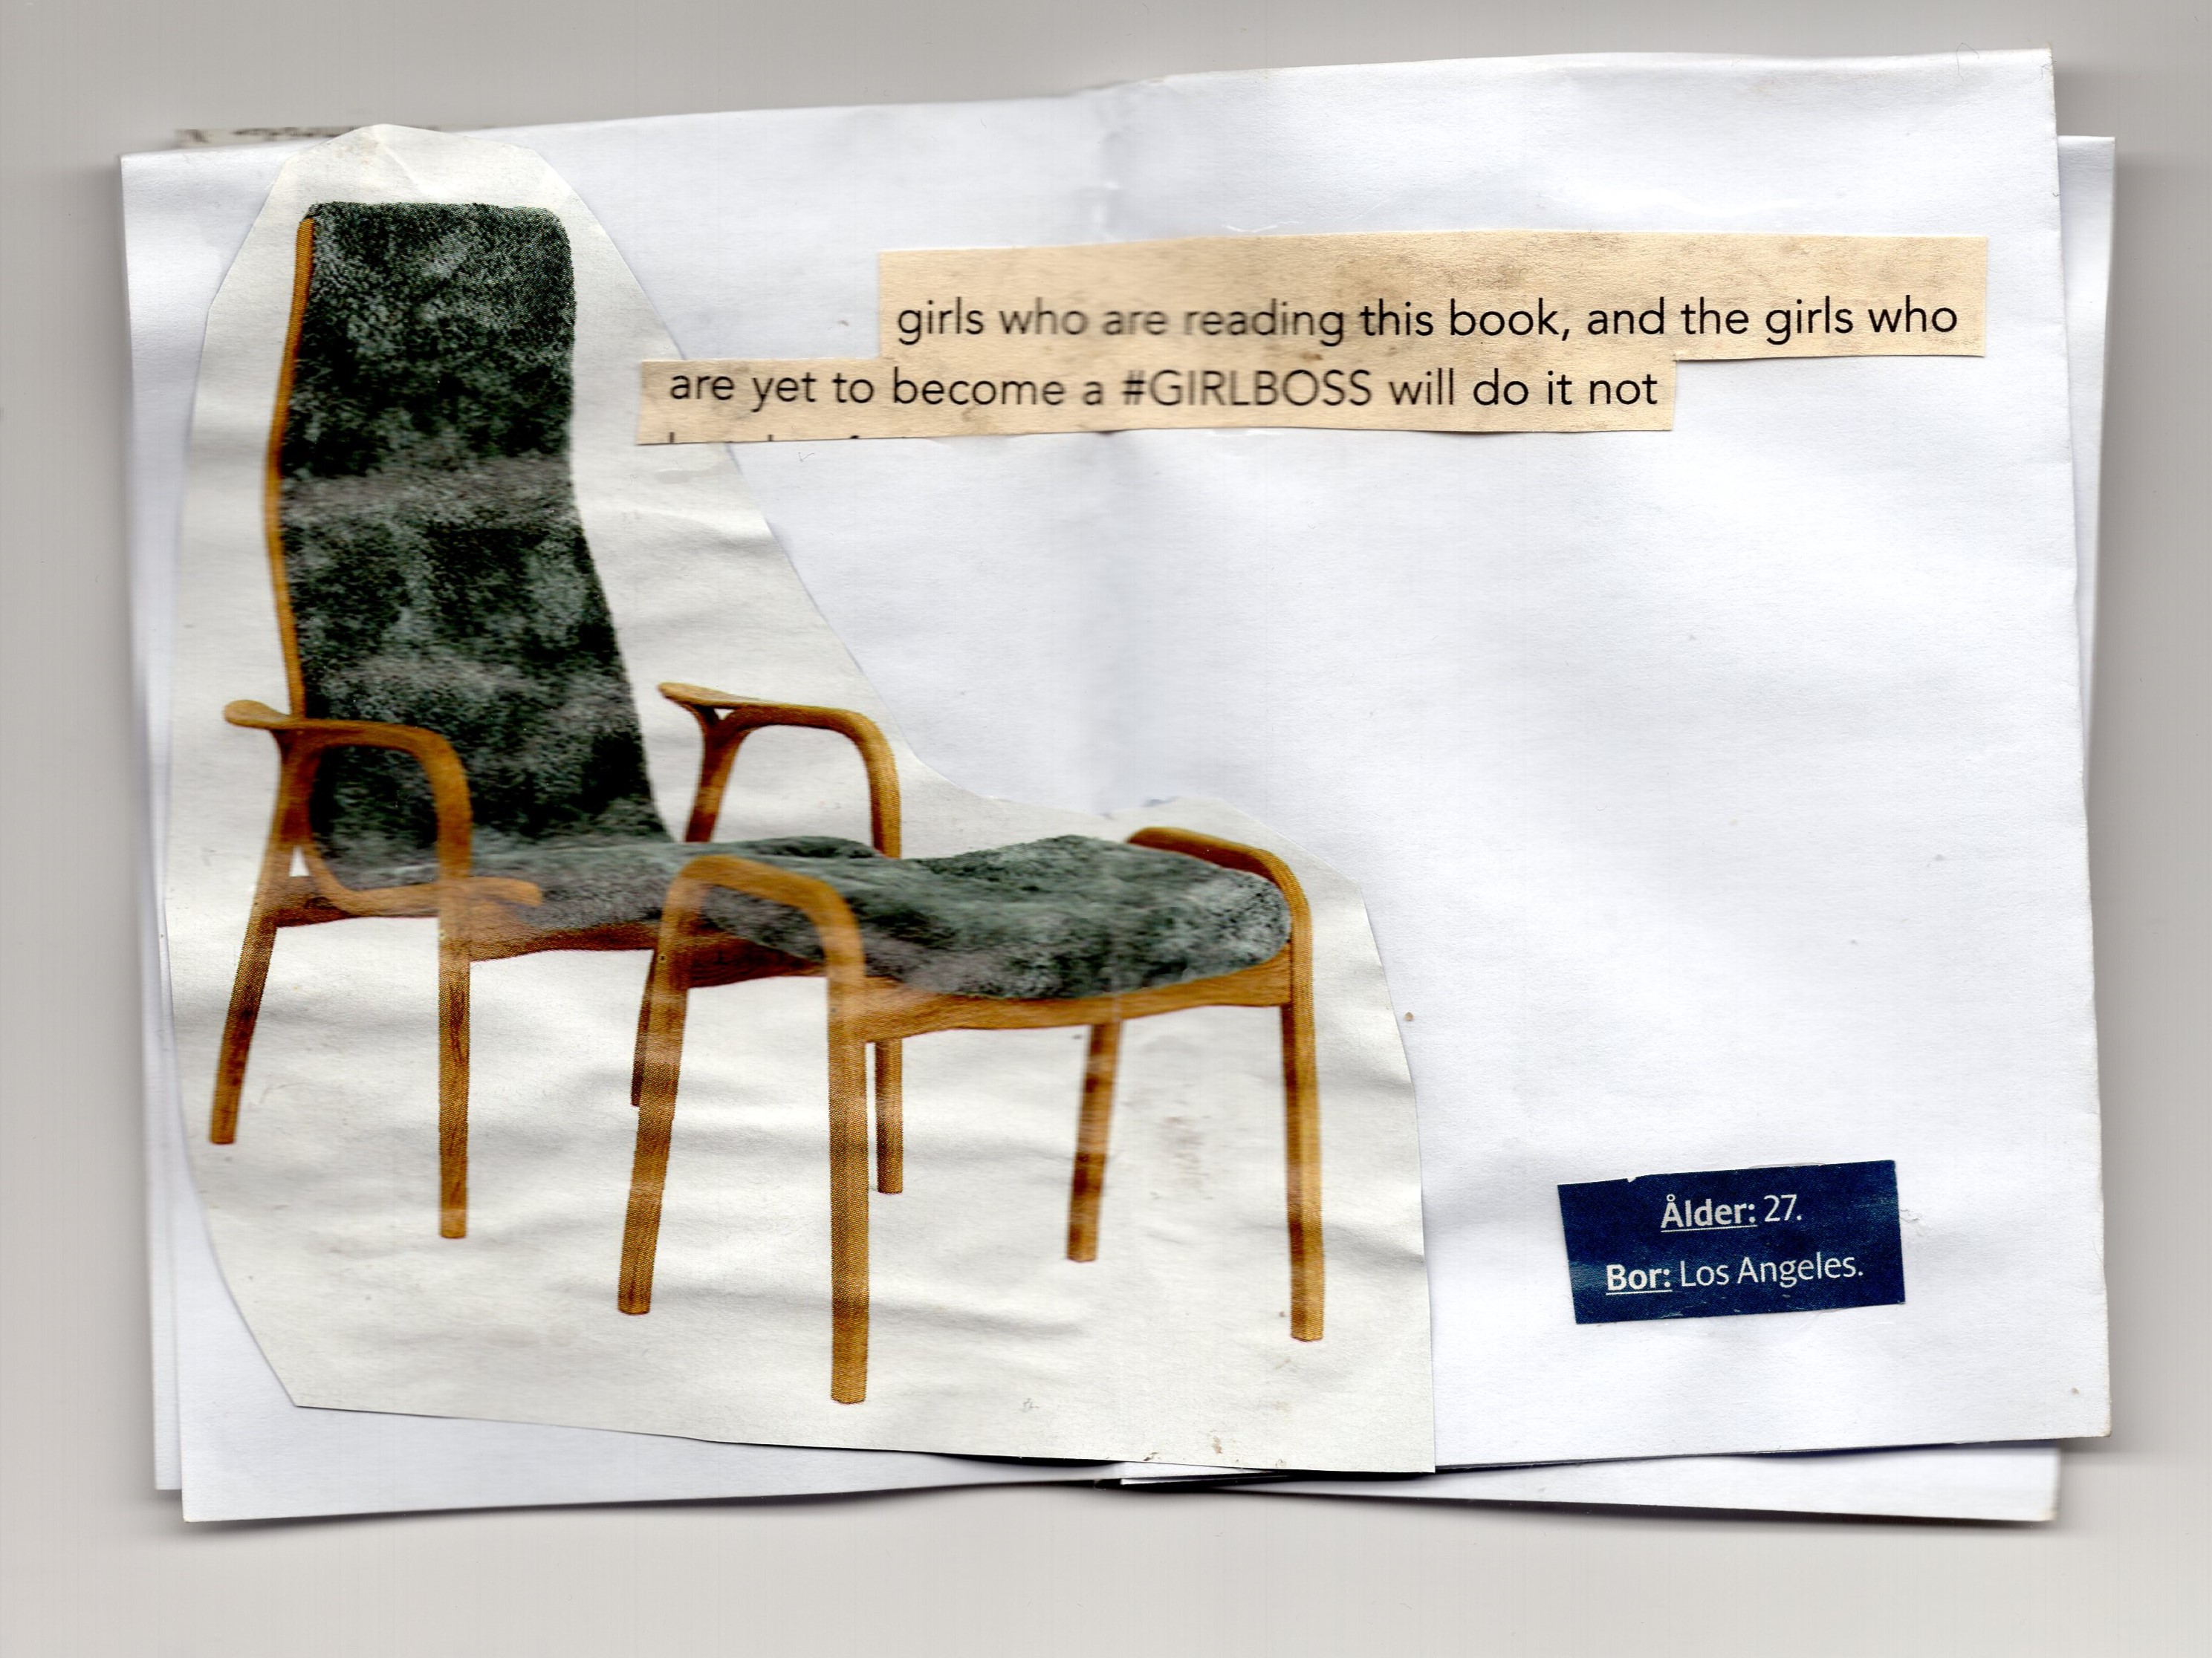 girls who are reading this book, and the girls who
are yet to become a #GIRLBOSS will do it not
Ålder: 27.
Bor: Los Angeles.